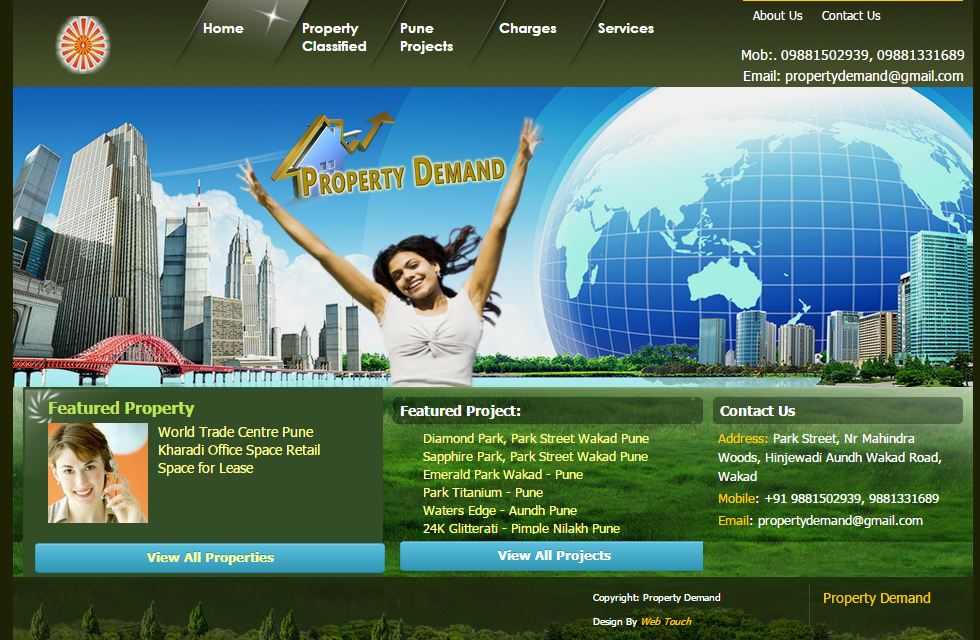 Home
Property Classified
Pune Projects
Charges
Services
About Us
Contact Us
Mob:. 09881502939, 09881331689
Email: propertydemand@gmail.com
PROPERTY DEMAND
Featured Property
World Trade Centre Pune
Kharadi Office Space Retail
Space for Lease
View All Properties
Featured Project:
Diamond Park, Park Street Wakad Pune
Sapphire Park, Park Street Wakad Pune
Emerald Park Wakad - Pune
Park Titanium - Pune
Waters Edge - Aundh Pune
24K Glitterati - Pimple Nilakh Pune
View All Projects
Contact Us
Address: Park Street, Nr Mahindra
Woods, Hinjewadi Aundh Wakad Road,
Wakad
Mobile: +91 9881502939, 9881331689
Email: propertydemand@gmail.com
Copyright: Property Demand
Design By Web Touch
Property Demand